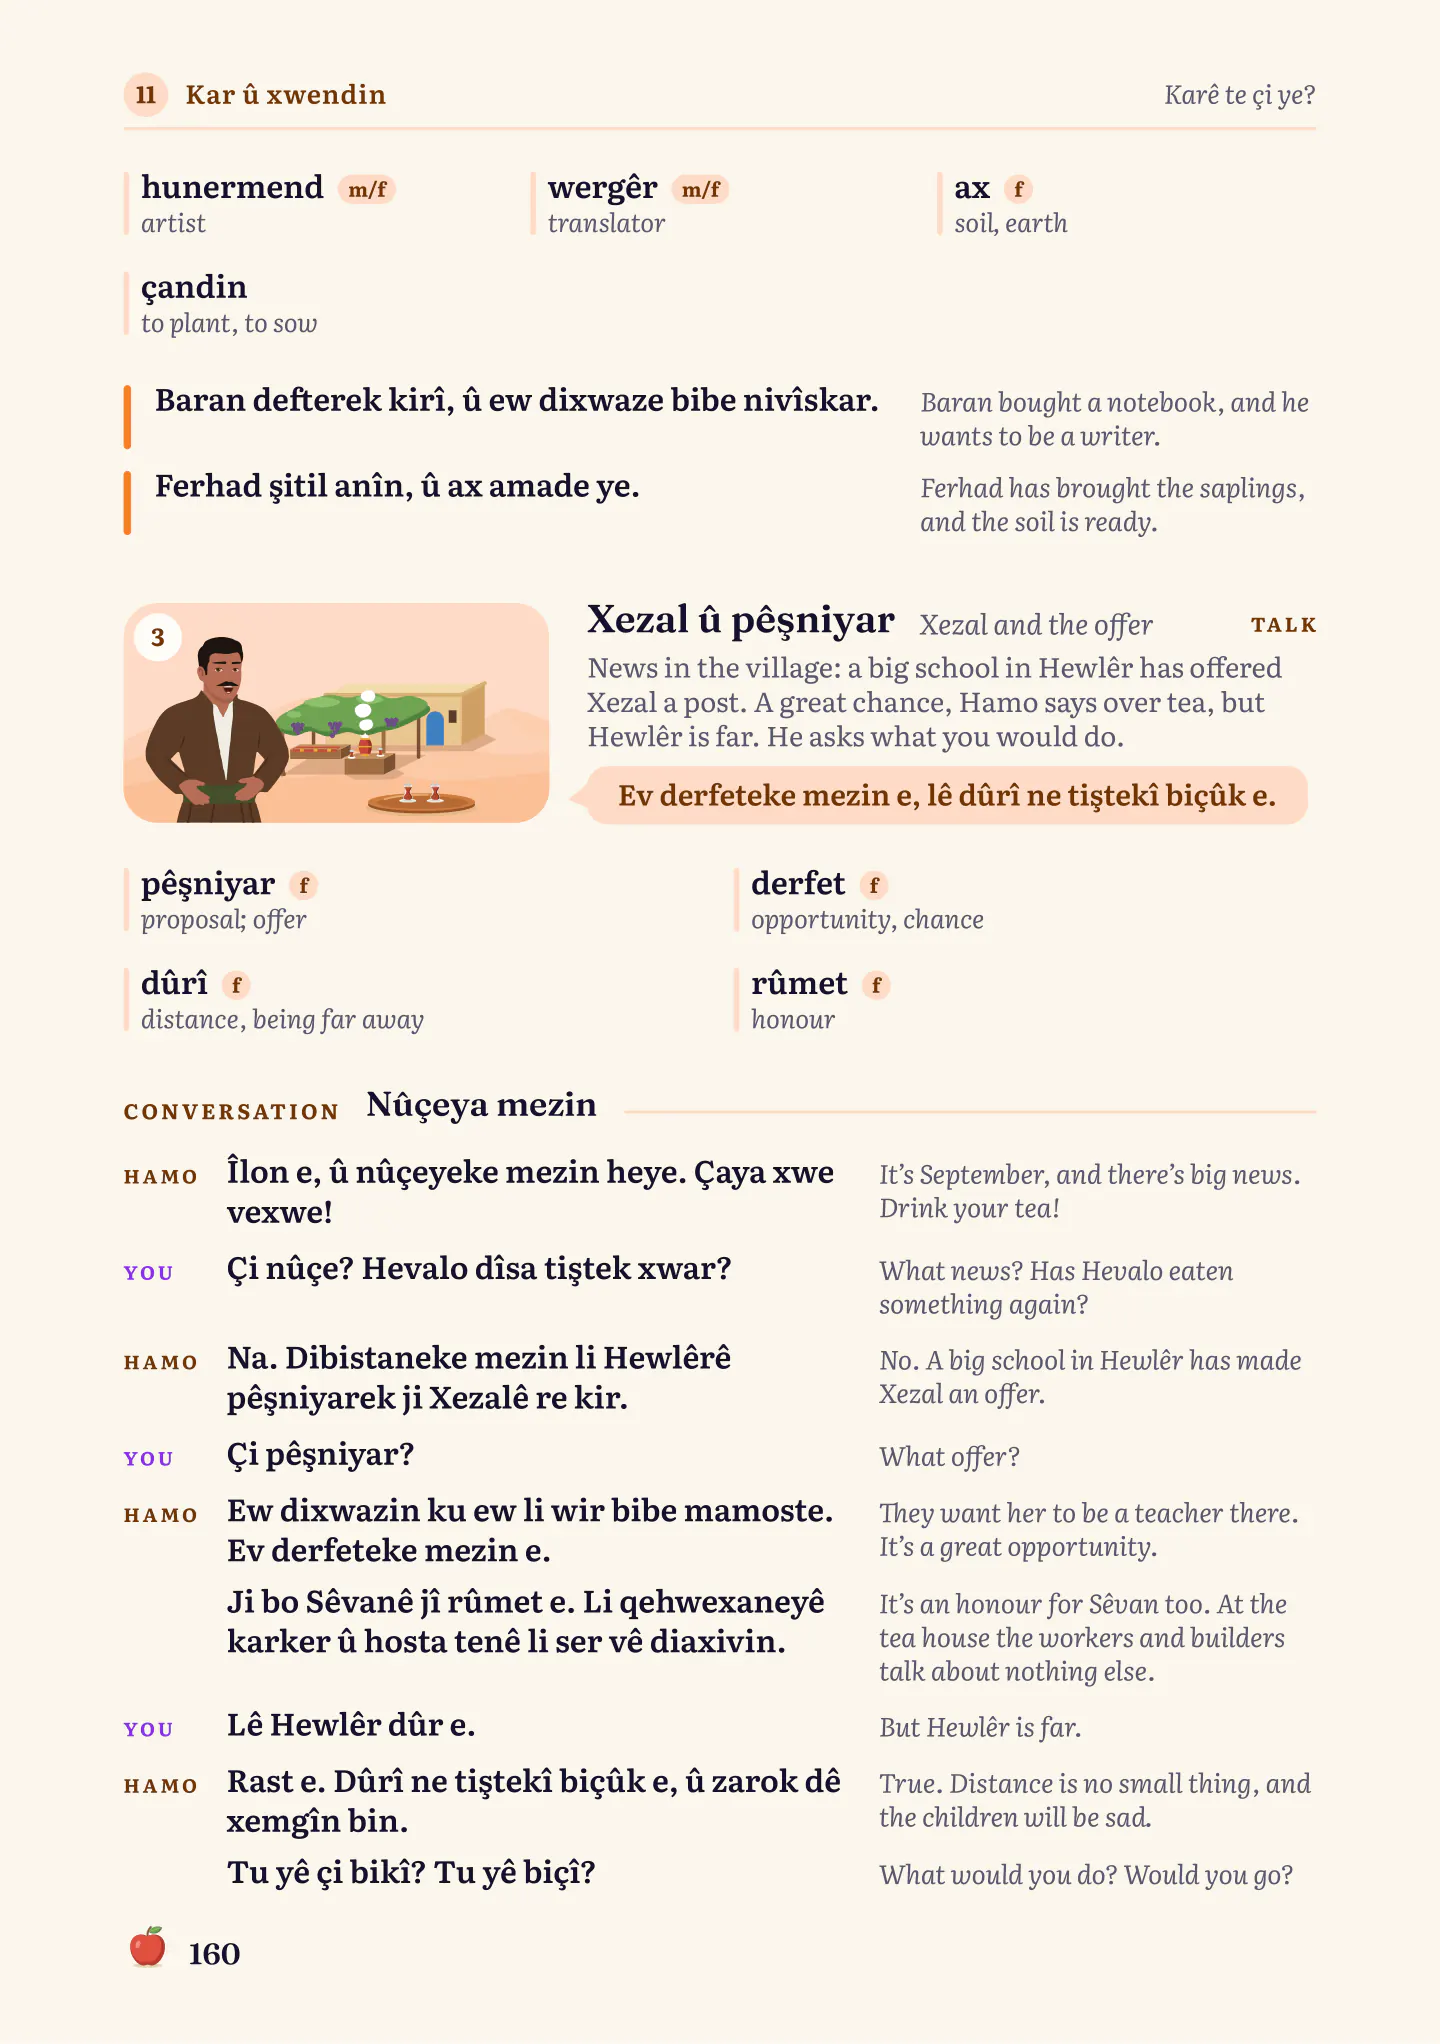 11 Kar û xwendin
Karê te çi ye?
hunermend m/f
artist
wergêr m/f
translator
ax f
soil, earth
çandin
to plant, to sow
Baran defterek kirî, û ew dixwaze bibe nivîskar.
Baran bought a notebook, and he
wants to be a writer.
Ferhad şitil anîn, û ax amade ye.
Ferhad has brought the saplings,
and the soil is ready.
3
Xezal û pêşniyar Xezal and the offer TALK
News in the village: a big school in Hewlêr has offered
Xezal a post. A great chance, Hamo says over tea, but
Hewlêr is far. He asks what you would do.
Ev derfeteke mezin e, lê dûrî ne tiştekî biçûk e.
pêşniyar f
proposal; offer
derfet f
opportunity, chance
dûrî f
distance, being far away
rûmet f
honour
CONVERSATION Nûçeya mezin
HAMO Îlon e, û nûçeyeke mezin heye. Çaya xwe
vexwe!
It's September, and there's big news.
Drink your tea!
YOU Çi nûçe? Hevalo dîsa tiştek xwar?
What news? Has Hevalo eaten
something again?
HAMO Na. Dibistaneke mezin li Hewlêrê
pêşniyarek ji Xezalê re kir.
No. A big school in Hewlêr has made
Xezal an offer.
YOU Çi pêşniyar?
What offer?
HAMO Ew dixwazin ku ew li wir bibe mamoste.
Ev derfeteke mezin e.
They want her to be a teacher there.
It's a great opportunity.
Ji bo Sêvanê jî rûmet e. Li qehwexaneyê
karker û hosta tenê li ser vê diaxivin.
It's an honour for Sêvan too. At the
tea house the workers and builders
talk about nothing else.
YOU Lê Hewlêr dûr e.
But Hewlêr is far.
HAMO Rast e. Dûrî ne tiştekî biçûk e, û zarok dê
xemgîn bin.
True. Distance is no small thing, and
the children will be sad.
Tu yê çi bikî? Tu yê biçî?
What would you do? Would you go?
160